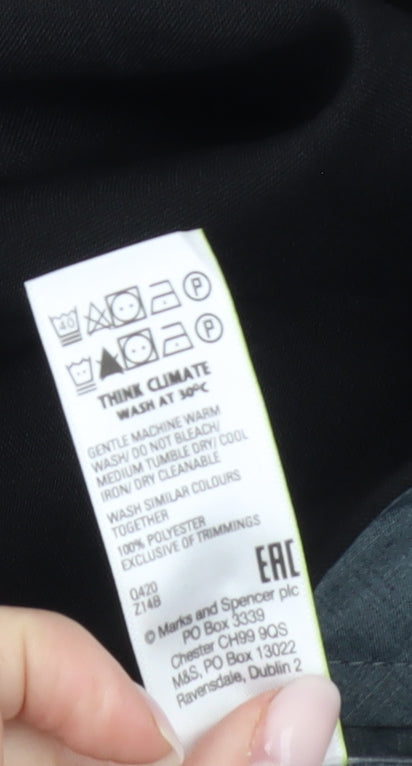 40 P
P
THINK CLIMATE
WASH AT 30°C
GENTLE MACHINE WARM
WASH/ DO NOT BLEACH/
MEDIUM TUMBLE DRY/ COOL
IRON/ DRY CLEANABLE
WASH SIMILAR COLOURS
TOGETHER
100% POLYESTER
EXCLUSIVE OF TRIMMINGS
EAC
Q420
Z14B
© Marks and Spencer plc
PO Box 3339
Chester CH99 9QS
M&S, PO Box 13022
Ravensdale, Dublin 2